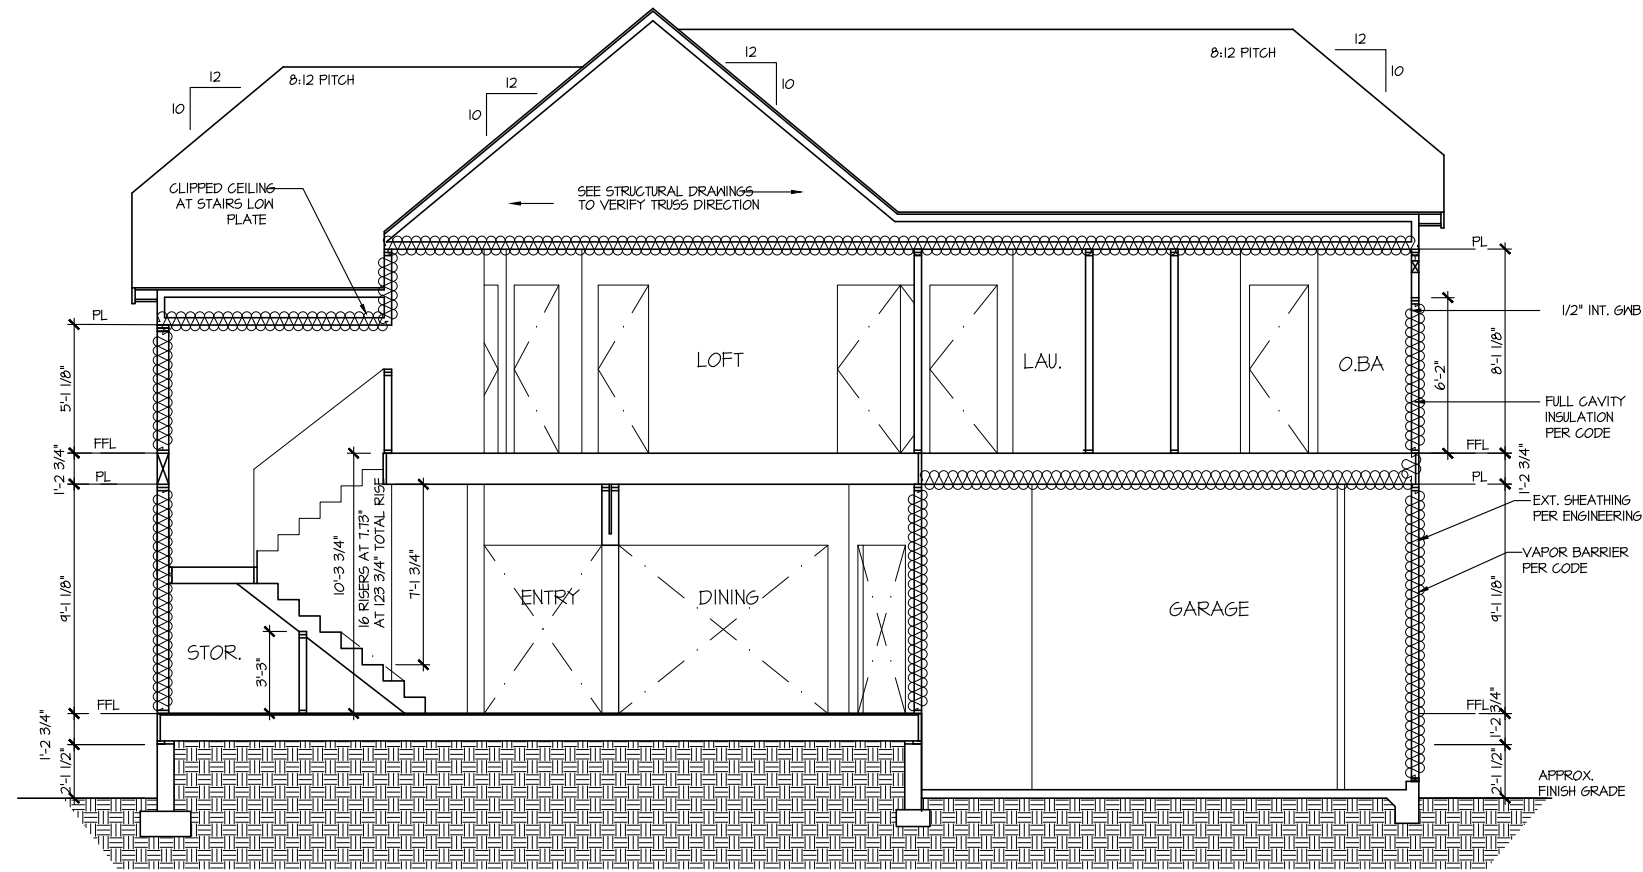 12
10
8:12 PITCH
12
10
12
10
8:12 PITCH
12
10
CLIPPED CEILING
AT STAIRS LOW
PLATE
SEE STRUCTURAL DRAWINGS
TO VERIFY TRUSS DIRECTION
PL
5'-1 1/8"
FFL
1'-2 3/4"
PL
9'-1 1/8"
FFL
1'-2 3/4"
2'-1 1/2"
LOFT
LAU.
O.BA
10'-3 3/4"
16 RISERS AT 7.73"
AT 123 3/4" TOTAL RISE
7'-1 3/4"
3'-3"
STOR.
ENTRY
DINING
GARAGE
PL
8'-1 1/8"
6'-2"
FFL
1'-2 3/4"
PL
9'-1 1/8"
FFL
1'-2 3/4"
2'-1 1/2"
1/2" INT. GWB
FULL CAVITY
INSULATION
PER CODE
EXT. SHEATHING
PER ENGINEERING
VAPOR BARRIER
PER CODE
APPROX.
FINISH GRADE